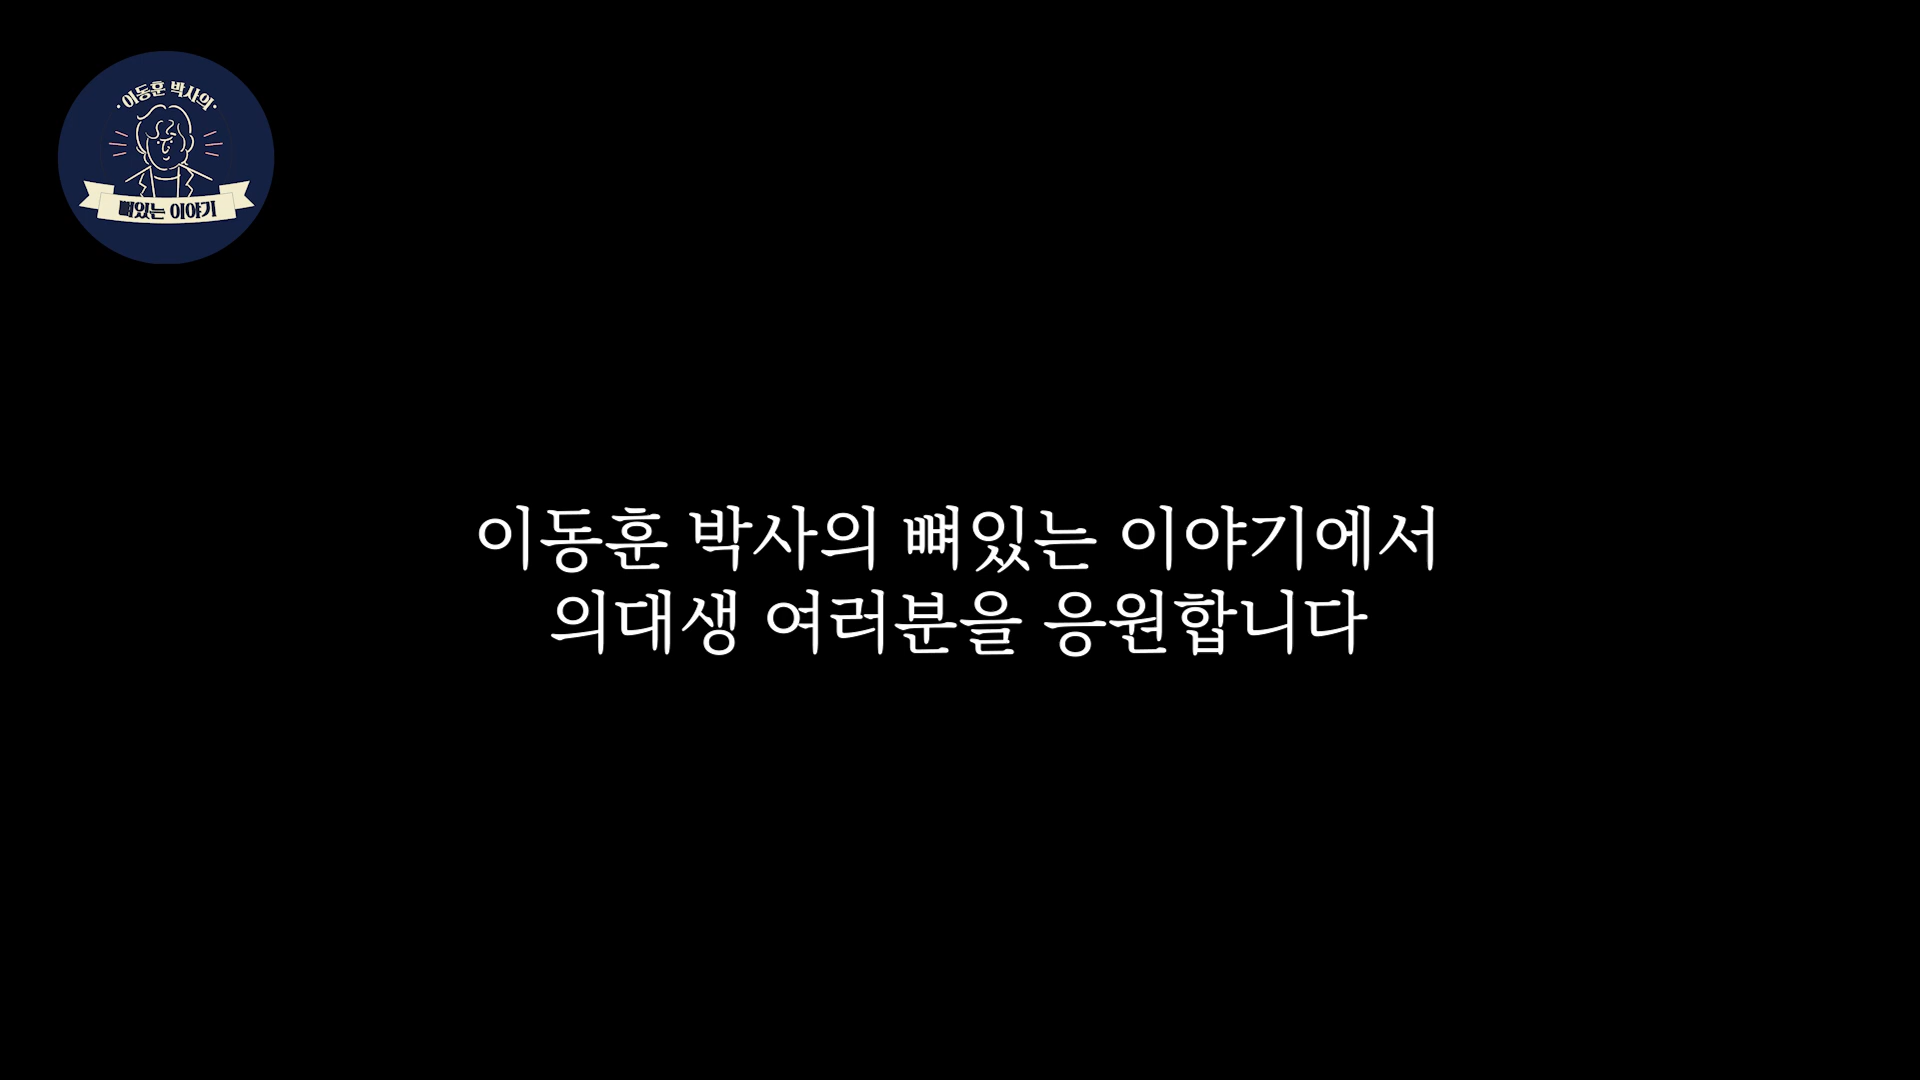 ·이동훈 박사의·
뼈있는 이야기
이동훈 박사의 뼈있는 이야기에서
의대생 여러분을 응원합니다